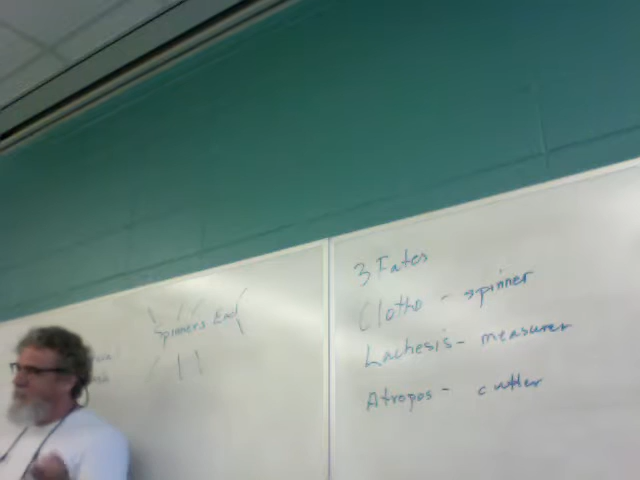 Spinners End
3 Fates
Clotho - spinner
Lachesis - measurer
Atropos - cutter